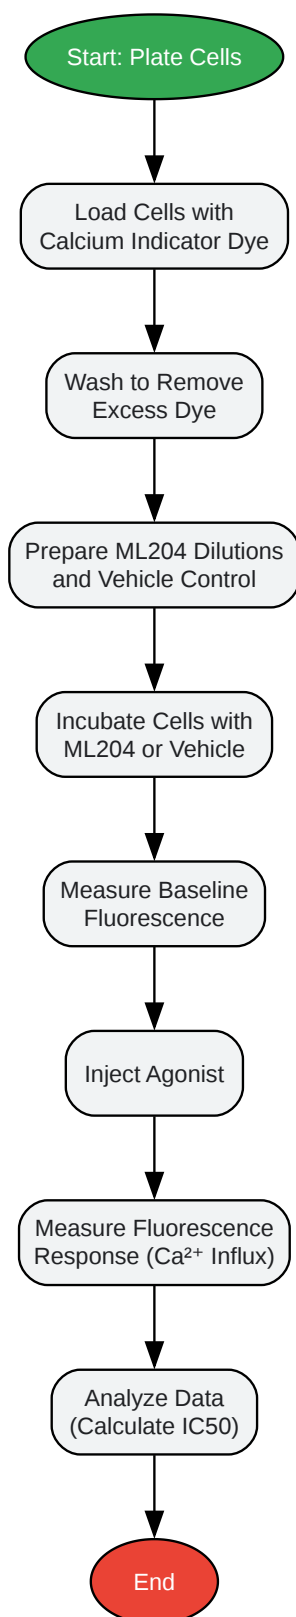 Start: Plate Cells
Load Cells with
Calcium Indicator Dye
Wash to Remove
Excess Dye
Prepare ML204 Dilutions
and Vehicle Control
Incubate Cells with
ML204 or Vehicle
Measure Baseline
Fluorescence
Inject Agonist
Measure Fluorescence
Response (Ca²⁺ Influx)
Analyze Data
(Calculate IC50)
End